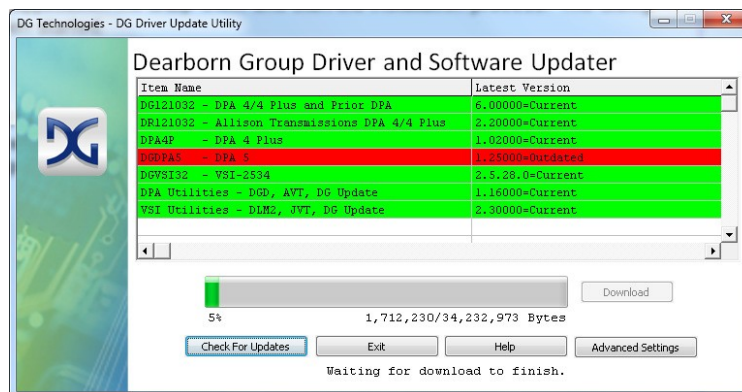 DG Technologies - DG Driver Update Utility
Dearborn Group Driver and Software Updater
Item Name Latest Version
DG121032 - DPA 4/4 Plus and Prior DPA 6.00000=Current
DR121032 - Allison Transmissions DPA 4/4 Plus 2.20000=Current
DPA4P - DPA 4 Plus 1.02000=Current
DGDPA5 - DPA 5 1.25000=Outdated
DGVSI32 - VSI-2534 2.5.28.0=Current
DPA Utilities - DGD, AVT, DG Update 1.16000=Current
VSI Utilities - DLM2, JVT, DG Update 2.30000=Current
DG
Download
5% 1,712,230/34,232,973 Bytes
Check For Updates Exit Help Advanced Settings
Waiting for download to finish.